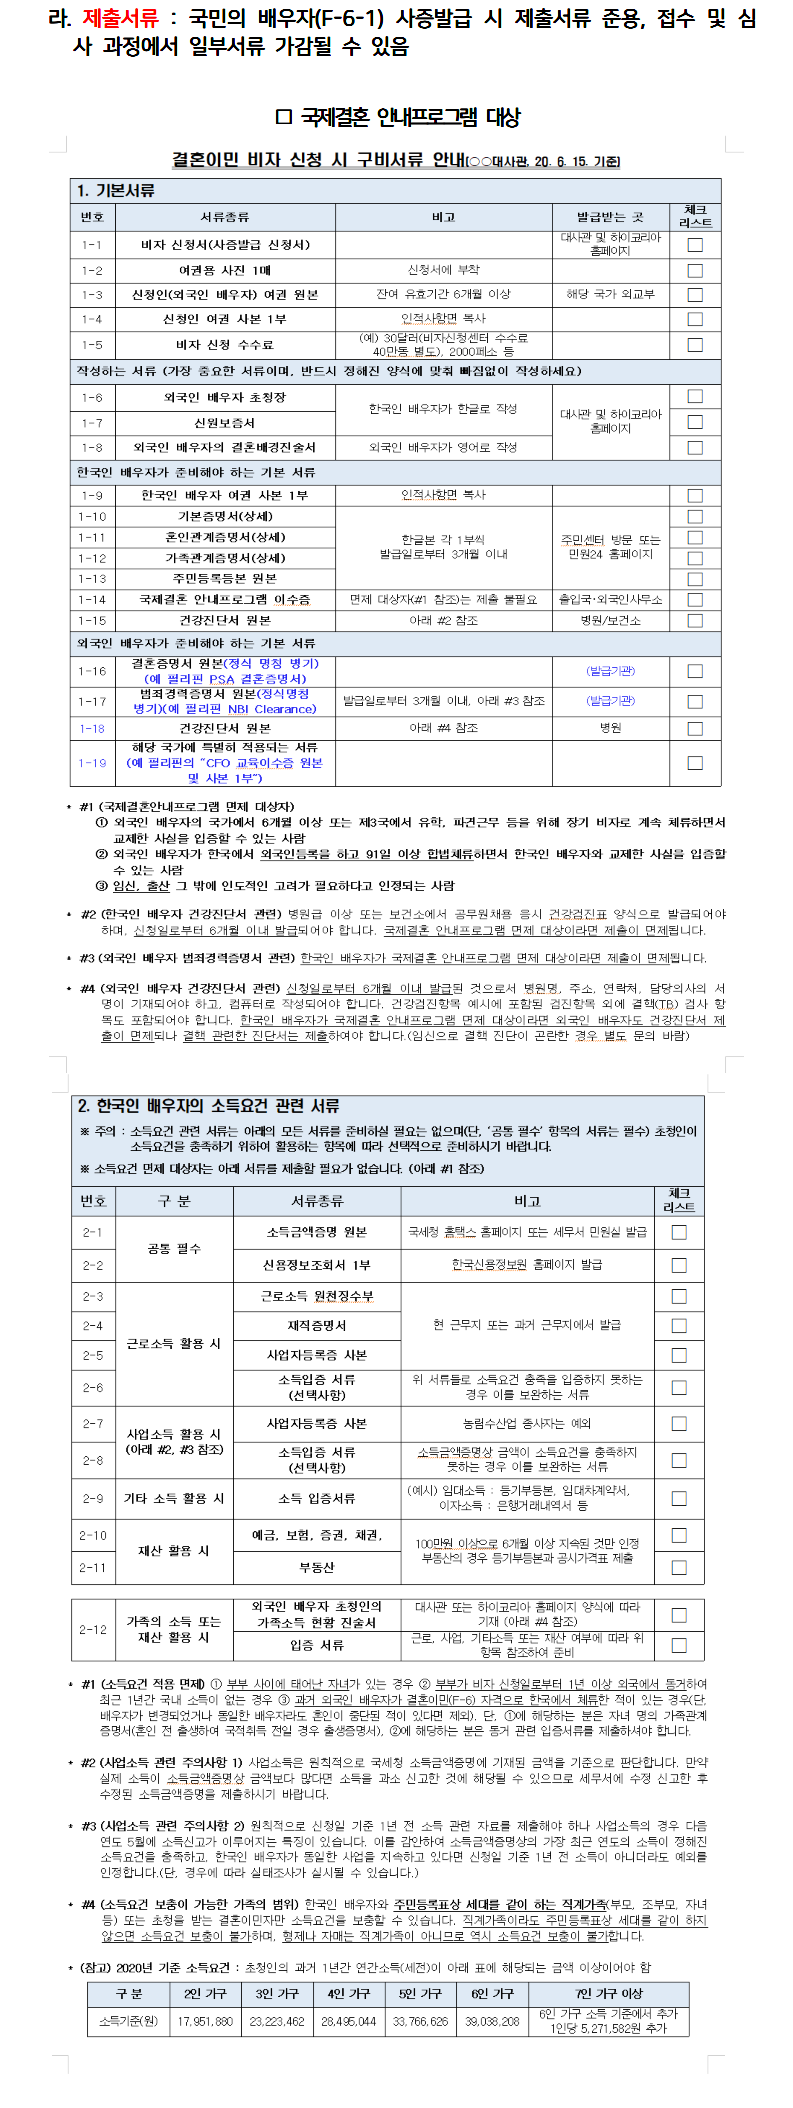 라. 제출서류 : 국민의 배우자(F-6-1) 사증발급 시 제출서류 준용, 접수 및 심
사 과정에서 일부서류 가감될 수 있음
□ 국제결혼 안내프로그램 대상
결혼이민 비자 신청 시 구비서류 안내(○○대사관, 20. 6. 15. 기준)
1. 기본서류
번호 서류종류 비고 발급받는 곳 체크
리스트
1-1 비자 신청서(사증발급 신청서) 대사관 및 하이코리아
홈페이지 □
1-2 여권용 사진 1매 신청서에 부착 □
1-3 신청인(외국인 배우자) 여권 원본 잔여 유효기간 6개월 이상 해당 국가 외교부 □
1-4 신청인 여권 사본 1부 인적사항면 복사 □
1-5 비자 신청 수수료 (예) 30달러(비자신청센터 수수료
40만동 별도), 2000페소 등 □
작성하는 서류 (가장 중요한 서류이며, 반드시 정해진 양식에 맞춰 빠짐없이 작성하세요)
1-6 외국인 배우자 초청장 □
한국인 배우자가 한글로 작성
1-7 신원보증서 대사관 및 하이코리아
홈페이지 □
1-8 외국인 배우자의 결혼배경진술서 외국인 배우자가 영어로 작성 □
한국인 배우자가 준비해야 하는 기본 서류
1-9 한국인 배우자 여권 사본 1부 인적사항면 복사 □
1-10 기본증명서(상세) □
1-11 혼인관계증명서(상세) 한글본 각 1부씩 주민센터 방문 또는 □
1-12 가족관계증명서(상세) 발급일로부터 3개월 이내 민원24 홈페이지 □
1-13 주민등록등본 원본 □
1-14 국제결혼 안내프로그램 이수증 면제 대상자(#1 참조)는 제출 불필요 출입국·외국인사무소 □
1-15 건강진단서 원본 아래 #2 참조 병원/보건소 □
외국인 배우자가 준비해야 하는 기본 서류
1-16 결혼증명서 원본(정식 명칭 병기)
(예 필리핀 PSA 결혼증명서) (발급기관) □
1-17 범죄경력증명서 원본(정식명칭
병기)(예 필리핀 NBI Clearance) 발급일로부터 3개월 이내, 아래 #3 참조 (발급기관) □
1-18 건강진단서 원본 아래 #4 참조 병원 □
1-19 해당 국가에 특별히 적용되는 서류
(예 필리핀의 "CFO 교육이수증 원본
및 사본 1부") □
* #1 (국제결혼안내프로그램 면제 대상자)
① 외국인 배우자의 국가에서 6개월 이상 또는 제3국에서 유학, 파견근무 등을 위해 장기 비자로 계속 체류하면서
교제한 사실을 입증할 수 있는 사람
② 외국인 배우자가 한국에서 외국인등록을 하고 91일 이상 합법체류하면서 한국인 배우자와 교제한 사실을 입증할
수 있는 사람
③ 임신, 출산 그 밖에 인도적인 고려가 필요하다고 인정되는 사람
* #2 (한국인 배우자 건강진단서 관련) 병원급 이상 또는 보건소에서 공무원채용 응시 건강검진표 양식으로 발급되어야
하며, 신청일로부터 6개월 이내 발급되어야 합니다. 국제결혼 안내프로그램 면제 대상이라면 제출이 면제됩니다.
* #3 (외국인 배우자 범죄경력증명서 관련) 한국인 배우자가 국제결혼 안내프로그램 면제 대상이라면 제출이 면제됩니다.
* #4 (외국인 배우자 건강진단서 관련) 신청일로부터 6개월 이내 발급된 것으로서 병원명, 주소, 연락처, 담당의사의 서
명이 기재되어야 하고, 컴퓨터로 작성되어야 합니다. 건강검진항목 예시에 포함된 검진항목 외에 결핵(TB) 검사 항
목도 포함되어야 합니다. 한국인 배우자가 국제결혼 안내프로그램 면제 대상이라면 외국인 배우자도 건강진단서 제
출이 면제되나 결핵 관련한 진단서는 제출하여야 합니다.(임신으로 결핵 진단이 곤란한 경우 별도 문의 바람)
2. 한국인 배우자의 소득요건 관련 서류
※ 주의 : 소득요건 관련 서류는 아래의 모든 서류를 준비하실 필요는 없으며(단, '공통 필수' 항목의 서류는 필수) 초청인이
소득요건을 충족하기 위하여 활용하는 항목에 따라 선택적으로 준비하시기 바랍니다.
※ 소득요건 면제 대상자는 아래 서류를 제출할 필요가 없습니다. (아래 #1 참조)
번호 구 분 서류종류 비고 체크
리스트
2-1 소득금액증명 원본 국세청 홈택스 홈페이지 또는 세무서 민원실 발급 □
공통 필수
2-2 신용정보조회서 1부 한국신용정보원 홈페이지 발급 □
2-3 근로소득 원천징수부 □
2-4 재직증명서 현 근무지 또는 과거 근무지에서 발급 □
근로소득 활용 시
2-5 사업자등록증 사본 □
2-6 소득입증 서류
(선택사항) 위 서류들로 소득요건 충족을 입증하지 못하는
경우 이를 보완하는 서류 □
2-7 사업소득 활용 시
(아래 #2, #3 참조) 사업자등록증 사본 농림수산업 종사자는 예외 □
2-8 소득입증 서류
(선택사항) 소득금액증명상 금액이 소득요건을 충족하지
못하는 경우 이를 보완하는 서류 □
2-9 기타 소득 활용 시 소득 입증서류 (예시) 임대소득 : 등기부등본, 임대차계약서,
이자소득 : 은행거래내역서 등 □
2-10 재산 활용 시 예금, 보험, 증권, 채권, 100만원 이상으로 6개월 이상 지속된 것만 인정 □
2-11 부동산 부동산의 경우 등기부등본과 공시가격표 제출 □
2-12 가족의 소득 또는
재산 활용 시 외국인 배우자 초청인의
가족소득 현황 진술서 대사관 또는 하이코리아 홈페이지 양식에 따라
기재 (아래 #4 참조) □
입증 서류 근로, 사업, 기타소득 또는 재산 여부에 따라 위
항목 참조하여 준비 □
* #1 (소득요건 적용 면제) ① 부부 사이에 태어난 자녀가 있는 경우 ② 부부가 비자 신청일로부터 1년 이상 외국에서 동거하여
최근 1년간 국내 소득이 없는 경우 ③ 과거 외국인 배우자가 결혼이민(F-6) 자격으로 한국에서 체류한 적이 있는 경우(단,
배우자가 변경되었거나 동일한 배우자라도 혼인이 중단된 적이 있다면 제외). 단, ①에 해당하는 분은 자녀 명의 가족관계
증명서(혼인 전 출생하여 국적취득 전일 경우 출생증명서), ②에 해당하는 분은 동거 관련 입증서류를 제출하셔야 합니다.
* #2 (사업소득 관련 주의사항 1) 사업소득은 원칙적으로 국세청 소득금액증명에 기재된 금액을 기준으로 판단합니다. 만약
실제 소득이 소득금액증명상 금액보다 많다면 소득을 과소 신고한 것에 해당될 수 있으므로 세무서에 수정 신고한 후
수정된 소득금액증명을 제출하시기 바랍니다.
* #3 (사업소득 관련 주의사항 2) 원칙적으로 신청일 기준 1년 전 소득 관련 자료를 제출해야 하나 사업소득의 경우 다음
연도 5월에 소득신고가 이루어지는 특징이 있습니다. 이를 감안하여 소득금액증명상의 가장 최근 연도의 소득이 정해진
소득요건을 충족하고, 한국인 배우자가 동일한 사업을 지속하고 있다면 신청일 기준 1년 전 소득이 아니더라도 예외를
인정합니다.(단, 경우에 따라 실태조사가 실시될 수 있습니다.)
* #4 (소득요건 보충이 가능한 가족의 범위) 한국인 배우자와 주민등록표상 세대를 같이 하는 직계가족(부모, 조부모, 자녀
등) 또는 초청을 받는 결혼이민자만 소득요건을 보충할 수 있습니다. 직계가족이라도 주민등록표상 세대를 같이 하지
않으면 소득요건 보충이 불가하며, 형제나 자매는 직계가족이 아니므로 역시 소득요건 보충이 불가합니다.
* (참고) 2020년 기준 소득요건 : 초청인의 과거 1년간 연간소득(세전)이 아래 표에 해당되는 금액 이상이어야 함
구 분 2인 가구 3인 가구 4인 가구 5인 가구 6인 가구 7인 가구 이상
소득기준(원) 17,951,880 23,223,462 28,495,044 33,766,626 39,038,208 6인 가구 소득 기준에서 추가
1인당 5,271,582원 추가